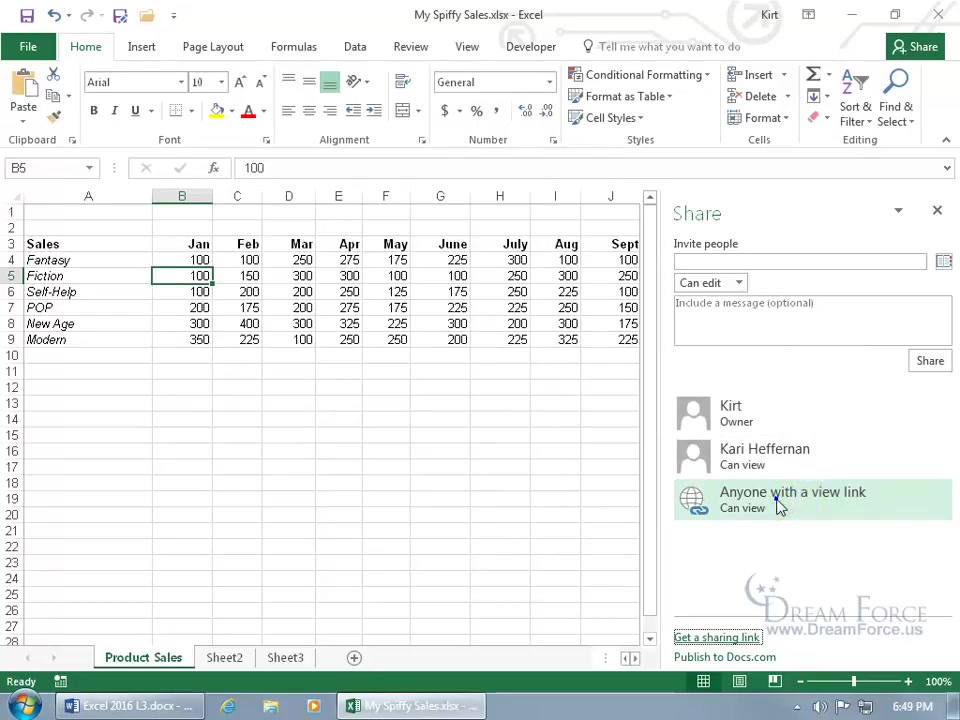 My Spiffy Sales.xlsx - Excel
Kirt
File
Home
Insert
Page Layout
Formulas
Data
Review
View
Developer
Tell me what you want to do
Share
Paste
Arial
10
General
Conditional Formatting
Format as Table
Cell Styles
Insert
Delete
Format
Sort & Filter
Find & Select
Clipboard
Font
Alignment
Number
Styles
Cells
Editing
B5
100
A B C D E F G H I J
1
2
3 Sales Jan Feb Mar Apr May June July Aug Sept
4 Fantasy 100 100 250 275 175 225 300 100 100
5 Fiction 100 150 300 300 100 100 250 300 250
6 Self-Help 100 200 200 250 125 175 250 225 100
7 POP 200 175 200 275 175 225 225 250 150
8 New Age 300 400 300 325 225 300 200 300 175
9 Modern 350 225 100 250 250 200 225 325 225
10
11
12
13
14
15
16
17
18
19
20
21
22
23
24
25
26
27
28
Share
Invite people
Can edit
Include a message (optional)
Share
Kirt
Owner
Kari Heffernan
Can view
Anyone with a view link
Can view
DREAM FORCE
www.DreamForce.us
Get a sharing link
Publish to Docs.com
Product Sales
Sheet2
Sheet3
Ready
100%
Excel 2016 L3.docx - ...
My Spiffy Sales.xlsx - ...
6:49 PM